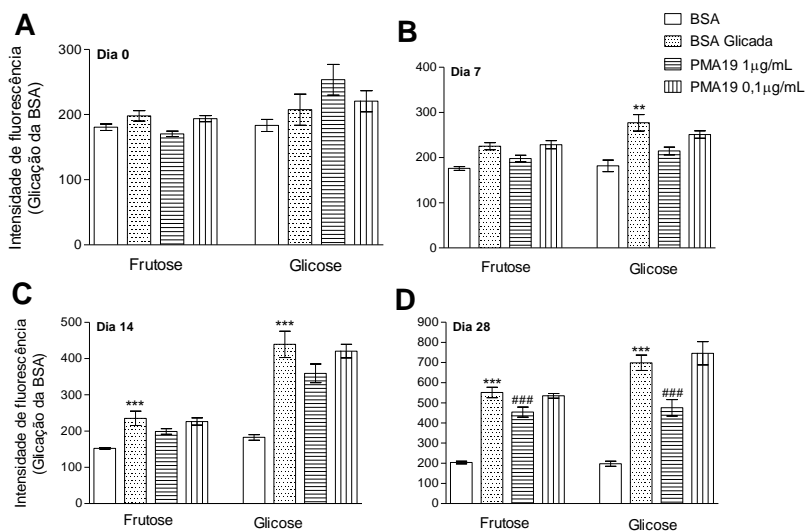 A
Dia 0
Intensidade de fluorescência
(Glicação da BSA)
300
200
100
0
Frutose
Glicose
B
Dia 7
BSA
BSA Glicada
PMA19 1µg/mL
PMA19 0,1µg/mL
400
300
200
100
0
**
Frutose
Glicose
C
Dia 14
Intensidade de fluorescência
(Glicação da BSA)
500
400
300
200
100
0
***
***
Frutose
Glicose
D
Dia 28
900
800
700
600
500
400
300
200
100
0
***
###
***
###
Frutose
Glicose